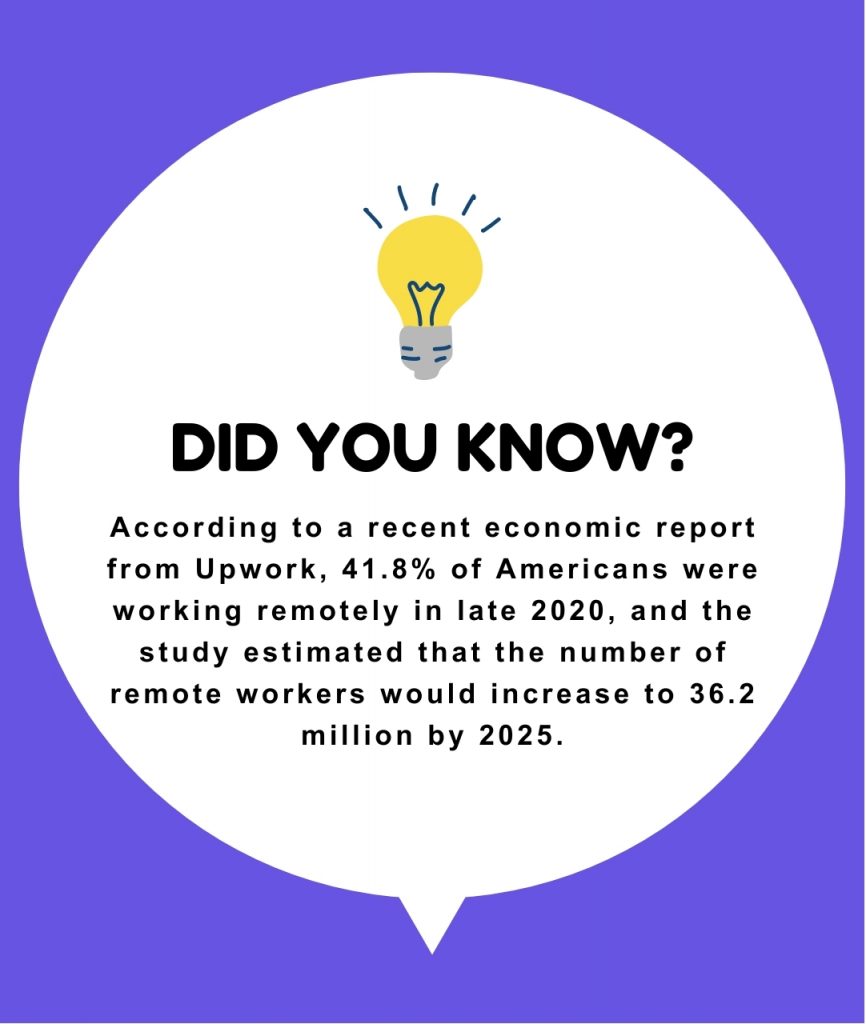 DID YOU KNOW?
According to a recent economic report
from Upwork, 41.8% of Americans were
working remotely in late 2020, and the
study estimated that the number of
remote workers would increase to 36.2
million by 2025.